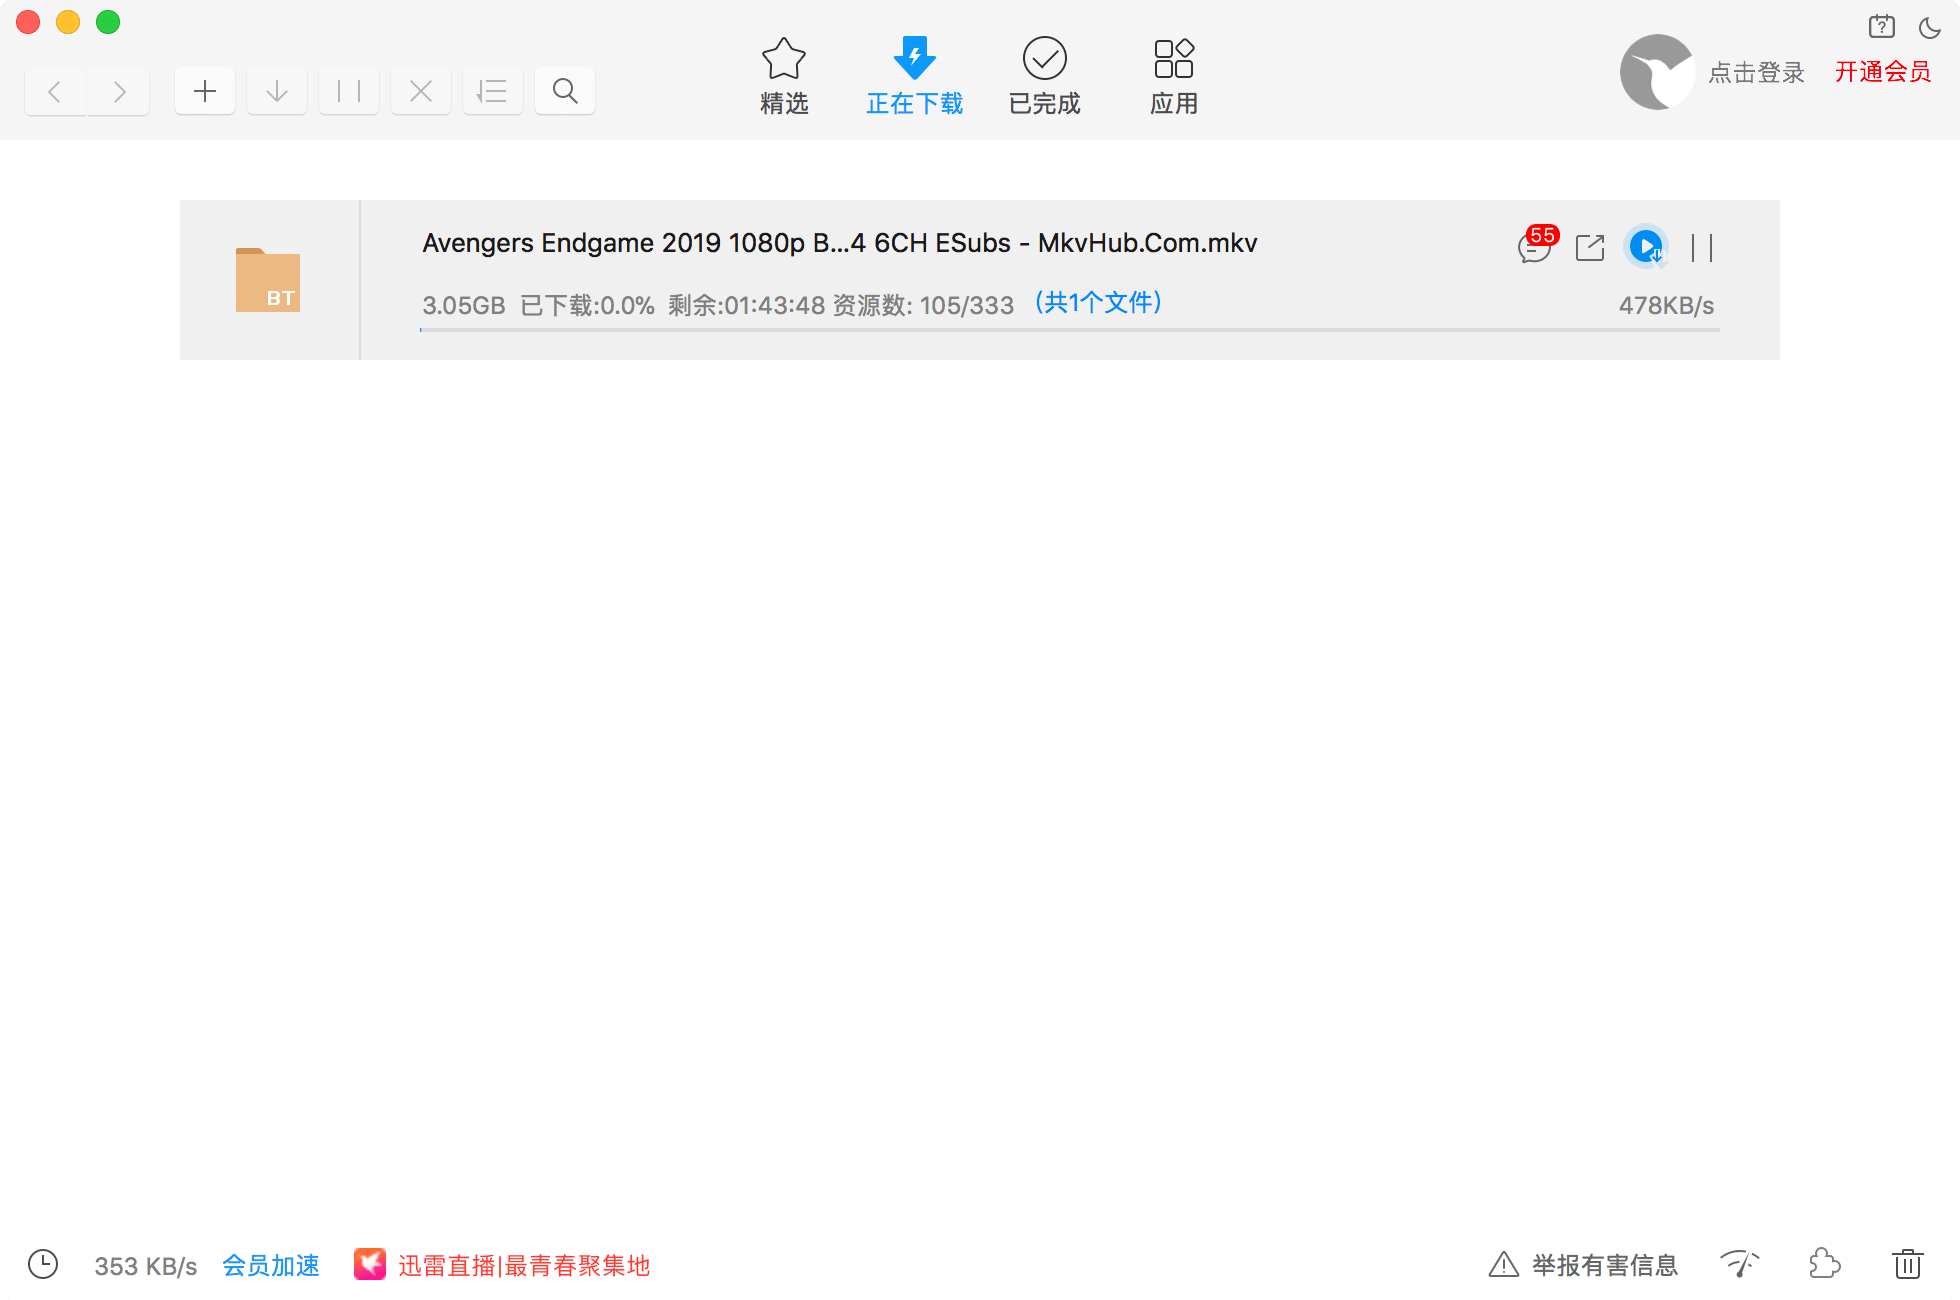 精选
正在下载
已完成
应用
点击登录
开通会员
BT
Avengers Endgame 2019 1080p B...4 6CH ESubs - MkvHub.Com.mkv
55
3.05GB 已下载:0.0% 剩余:01:43:48 资源数: 105/333 (共1个文件)
478KB/s
353 KB/s
会员加速
迅雷直播|最青春聚集地
举报有害信息